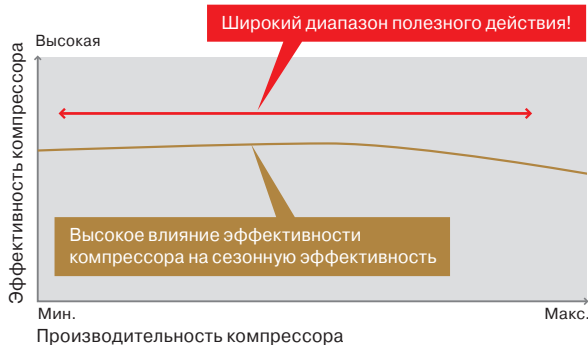 Широкий диапазон полезного действия!
Высокая
Эффективность компрессора
Высокое влияние эффективности
компрессора на сезонную эффективность
Мин.
Макс.
Производительность компрессора